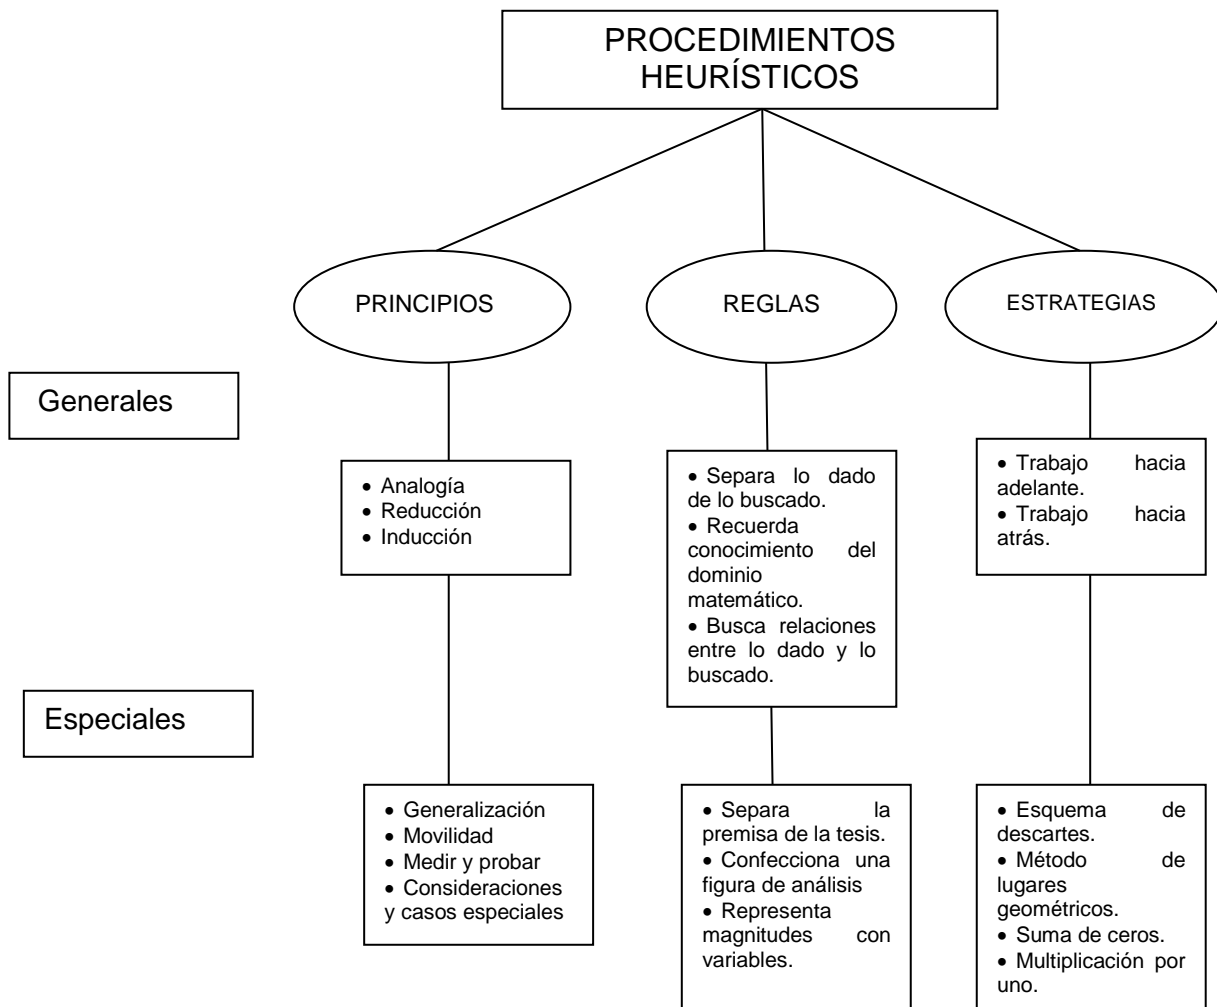 PROCEDIMIENTOS
HEURÍSTICOS
PRINCIPIOS
REGLAS
ESTRATEGIAS
Generales
• Analogía
• Reducción
• Inducción
• Separa lo dado
de lo buscado.
• Recuerda
conocimiento del
dominio
matemático.
• Busca relaciones
entre lo dado y lo
buscado.
• Trabajo hacia
adelante.
• Trabajo hacia
atrás.
Especiales
• Generalización
• Movilidad
• Medir y probar
• Consideraciones
y casos especiales
• Separa la
premisa de la tesis.
• Confecciona una
figura de análisis
• Representa
magnitudes con
variables.
• Esquema de
descartes.
• Método de
lugares
geométricos.
• Suma de ceros.
• Multiplicación por
uno.